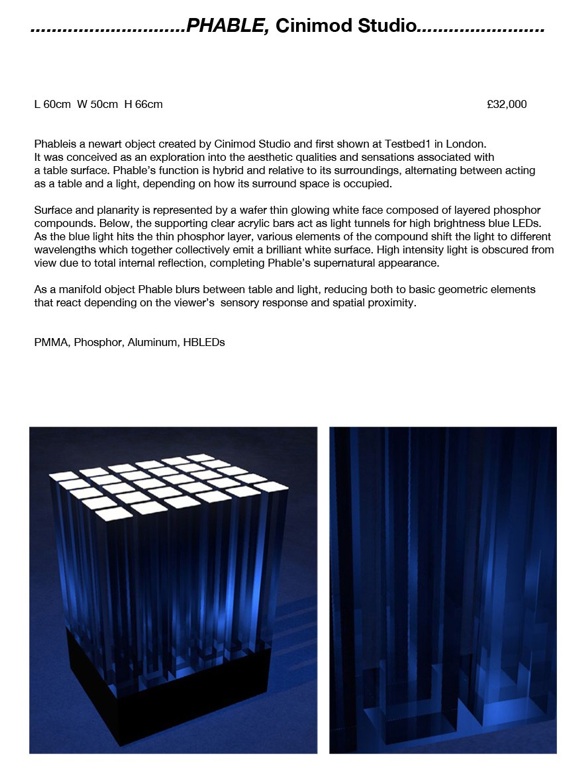 .............................PHABLE, Cinimod Studio........................
L 60cm  W 50cm  H 66cm
£32,000
Phableis a newart object created by Cinimod Studio and first shown at Testbed1 in London.
It was conceived as an exploration into the aesthetic qualities and sensations associated with
a table surface. Phable's function is hybrid and relative to its surroundings, alternating between acting
as a table and a light, depending on how its surround space is occupied.
Surface and planarity is represented by a wafer thin glowing white face composed of layered phosphor
compounds. Below, the supporting clear acrylic bars act as light tunnels for high brightness blue LEDs.
As the blue light hits the thin phosphor layer, various elements of the compound shift the light to different
wavelengths which together collectively emit a brilliant white surface. High intensity light is obscured from
view due to total internal reflection, completing Phable's supernatural appearance.
As a manifold object Phable blurs between table and light, reducing both to basic geometric elements
that react depending on the viewer's  sensory response and spatial proximity.
PMMA, Phosphor, Aluminum, HBLEDs